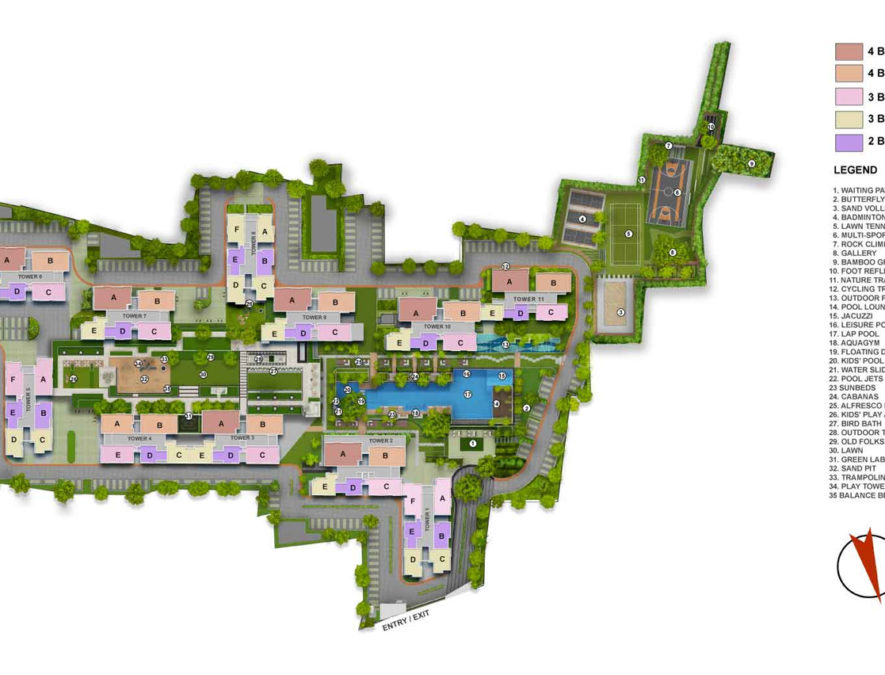 4 B
4 B
3 B
3 B
2 B
LEGEND
1. WAITING PA
2. BUTTERFLY
3. SAND VOLL
4. BADMINTON
5. LAWN TENN
6. MULTI-SPOR
7. ROCK CLIMB
8. GALLERY
9. BAMBOO GR
10. FOOT REFL
11. NATURE TRA
12. CYCLING TR
13. OUTDOOR F
14. POOL LOUN
15. JACUZZI
16. LEISURE PO
17. LAP POOL
18. AQUAGYM
19. FLOATING D
20. KIDS' POOL
21. WATER SLID
22. POOL JETS
23 SUNBEDS
24. CABANAS
25. ALFRESCO
26. KIDS' PLAY A
27. BIRD BATH
28. OUTDOOR T
29. OLD FOLKS
30. LAWN
31. GREEN LAB
32. SAND PIT
33. TRAMPOLIN
34. PLAY TOWE
35 BALANCE BE
F A
E B
D C
TOWER 8
A B
TOWER 6
D C
A B
TOWER 7
E D C
A B
TOWER 9
E D C
A B
TOWER 10
E D C
A B
TOWER 11
E D C
F A
E B
D C
TOWER 5
A B
TOWER 4
E D C
A B
TOWER 3
E D C
TOWER 2
A B
E D C
F A
E B
D C
TOWER 1
ENTRY / EXIT